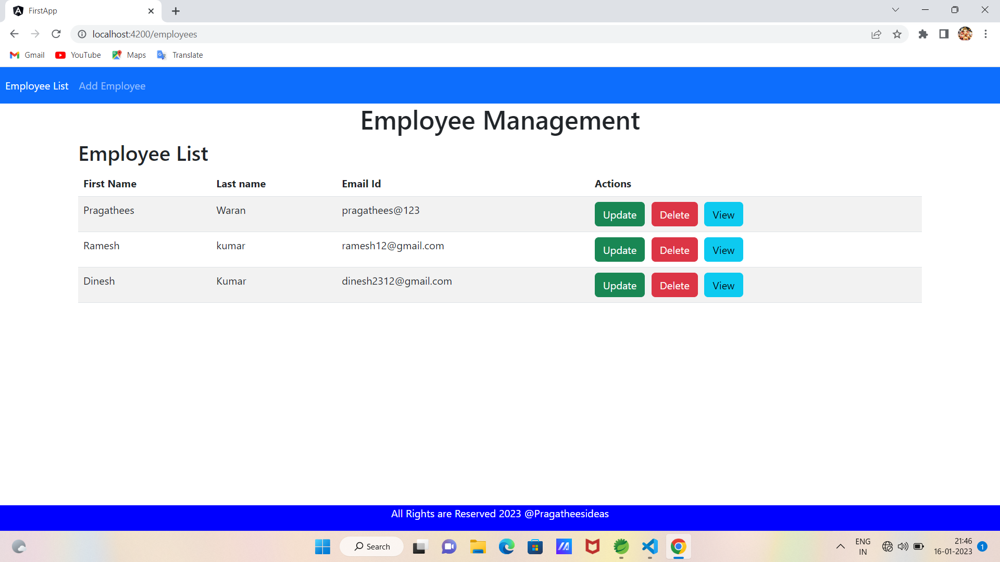 FirstApp
localhost:4200/employees
Gmail YouTube Maps Translate
Employee List Add Employee
Employee Management
Employee List
First Name Last name Email Id Actions
Pragathees Waran pragathees@123 Update Delete View
Ramesh kumar ramesh12@gmail.com Update Delete View
Dinesh Kumar dinesh2312@gmail.com Update Delete View
All Rights are Reserved 2023 @Pragatheesideas
Search
ENG
IN
21:46
16-01-2023
1